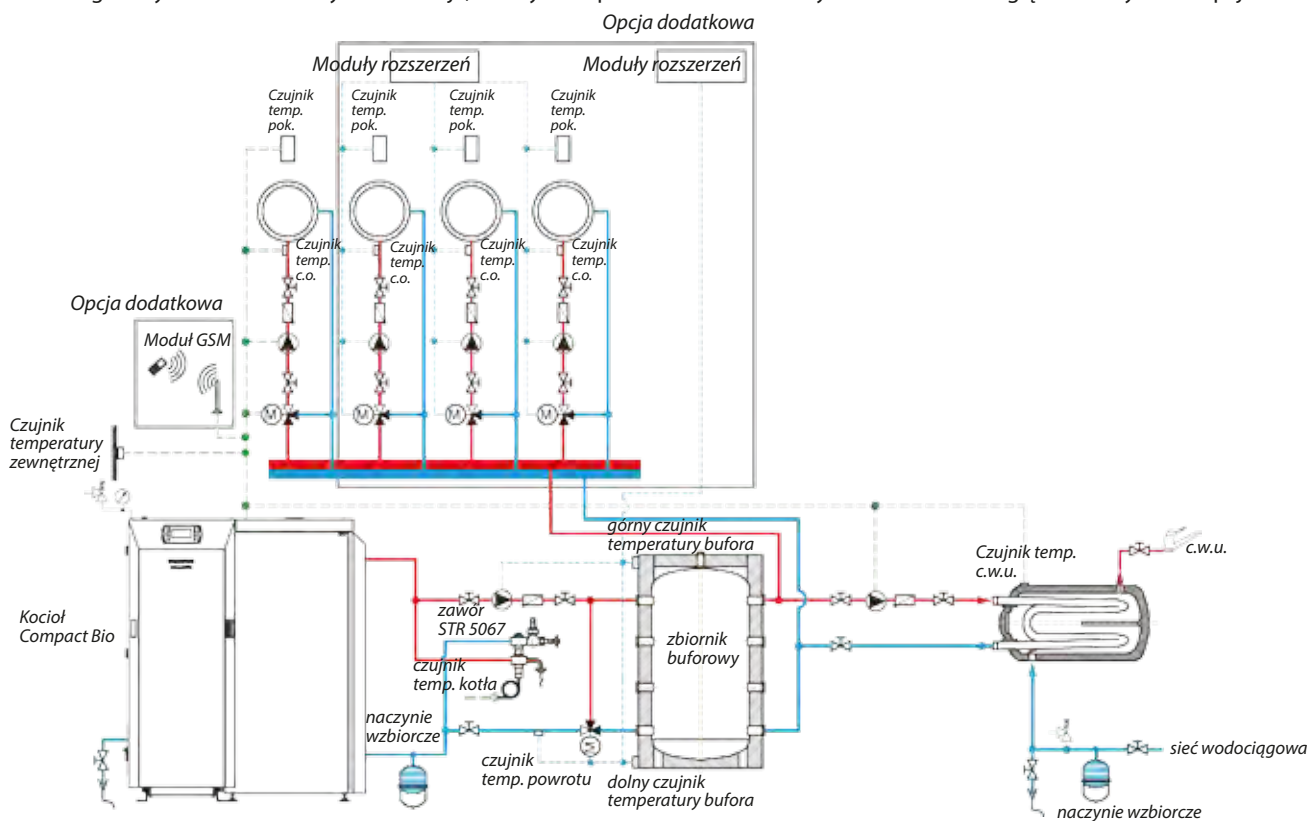 Opcja dodatkowa
Moduły rozszerzeń
Moduły rozszerzeń
Czujnik
temp.
pok.
Czujnik
temp.
pok.
Czujnik
temp.
pok.
Czujnik
temp.
pok.
Czujnik
temp.
c.o.
Czujnik
temp.
c.o.
Czujnik
temp.
c.o.
Czujnik
temp.
c.o.
Opcja dodatkowa
Moduł GSM
M
M
M
M
Czujnik
temperatury
zewnętrznej
górny czujnik
temperatury bufora
Czujnik temp.
c.w.u.
c.w.u.
Kocioł
Compact Bio
zawór
STR 5067
zbiornik
buforowy
czujnik
temp. kotła
naczynie
wzbiorcze
M
czujnik
temp. powrotu
dolny czujnik
temperatury bufora
sieć wodociągowa
naczynie wzbiorcze